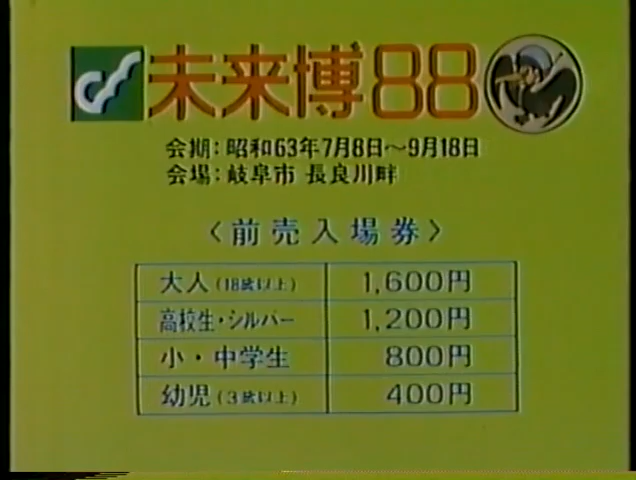 未来博88
会期:昭和63年7月8日～9月18日
会場:岐阜市 長良川畔
〈前売入場券〉
大人(18歳以上) 1,600円
高校生・シルバー 1,200円
小・中学生 800円
幼児(3歳以上) 400円